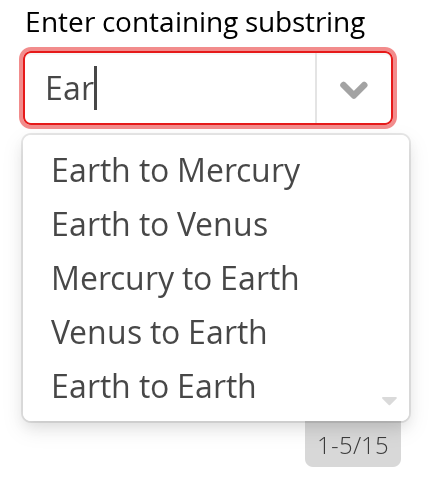 Enter containing substring
Ear
Earth to Mercury
Earth to Venus
Mercury to Earth
Venus to Earth
Earth to Earth
1-5/15